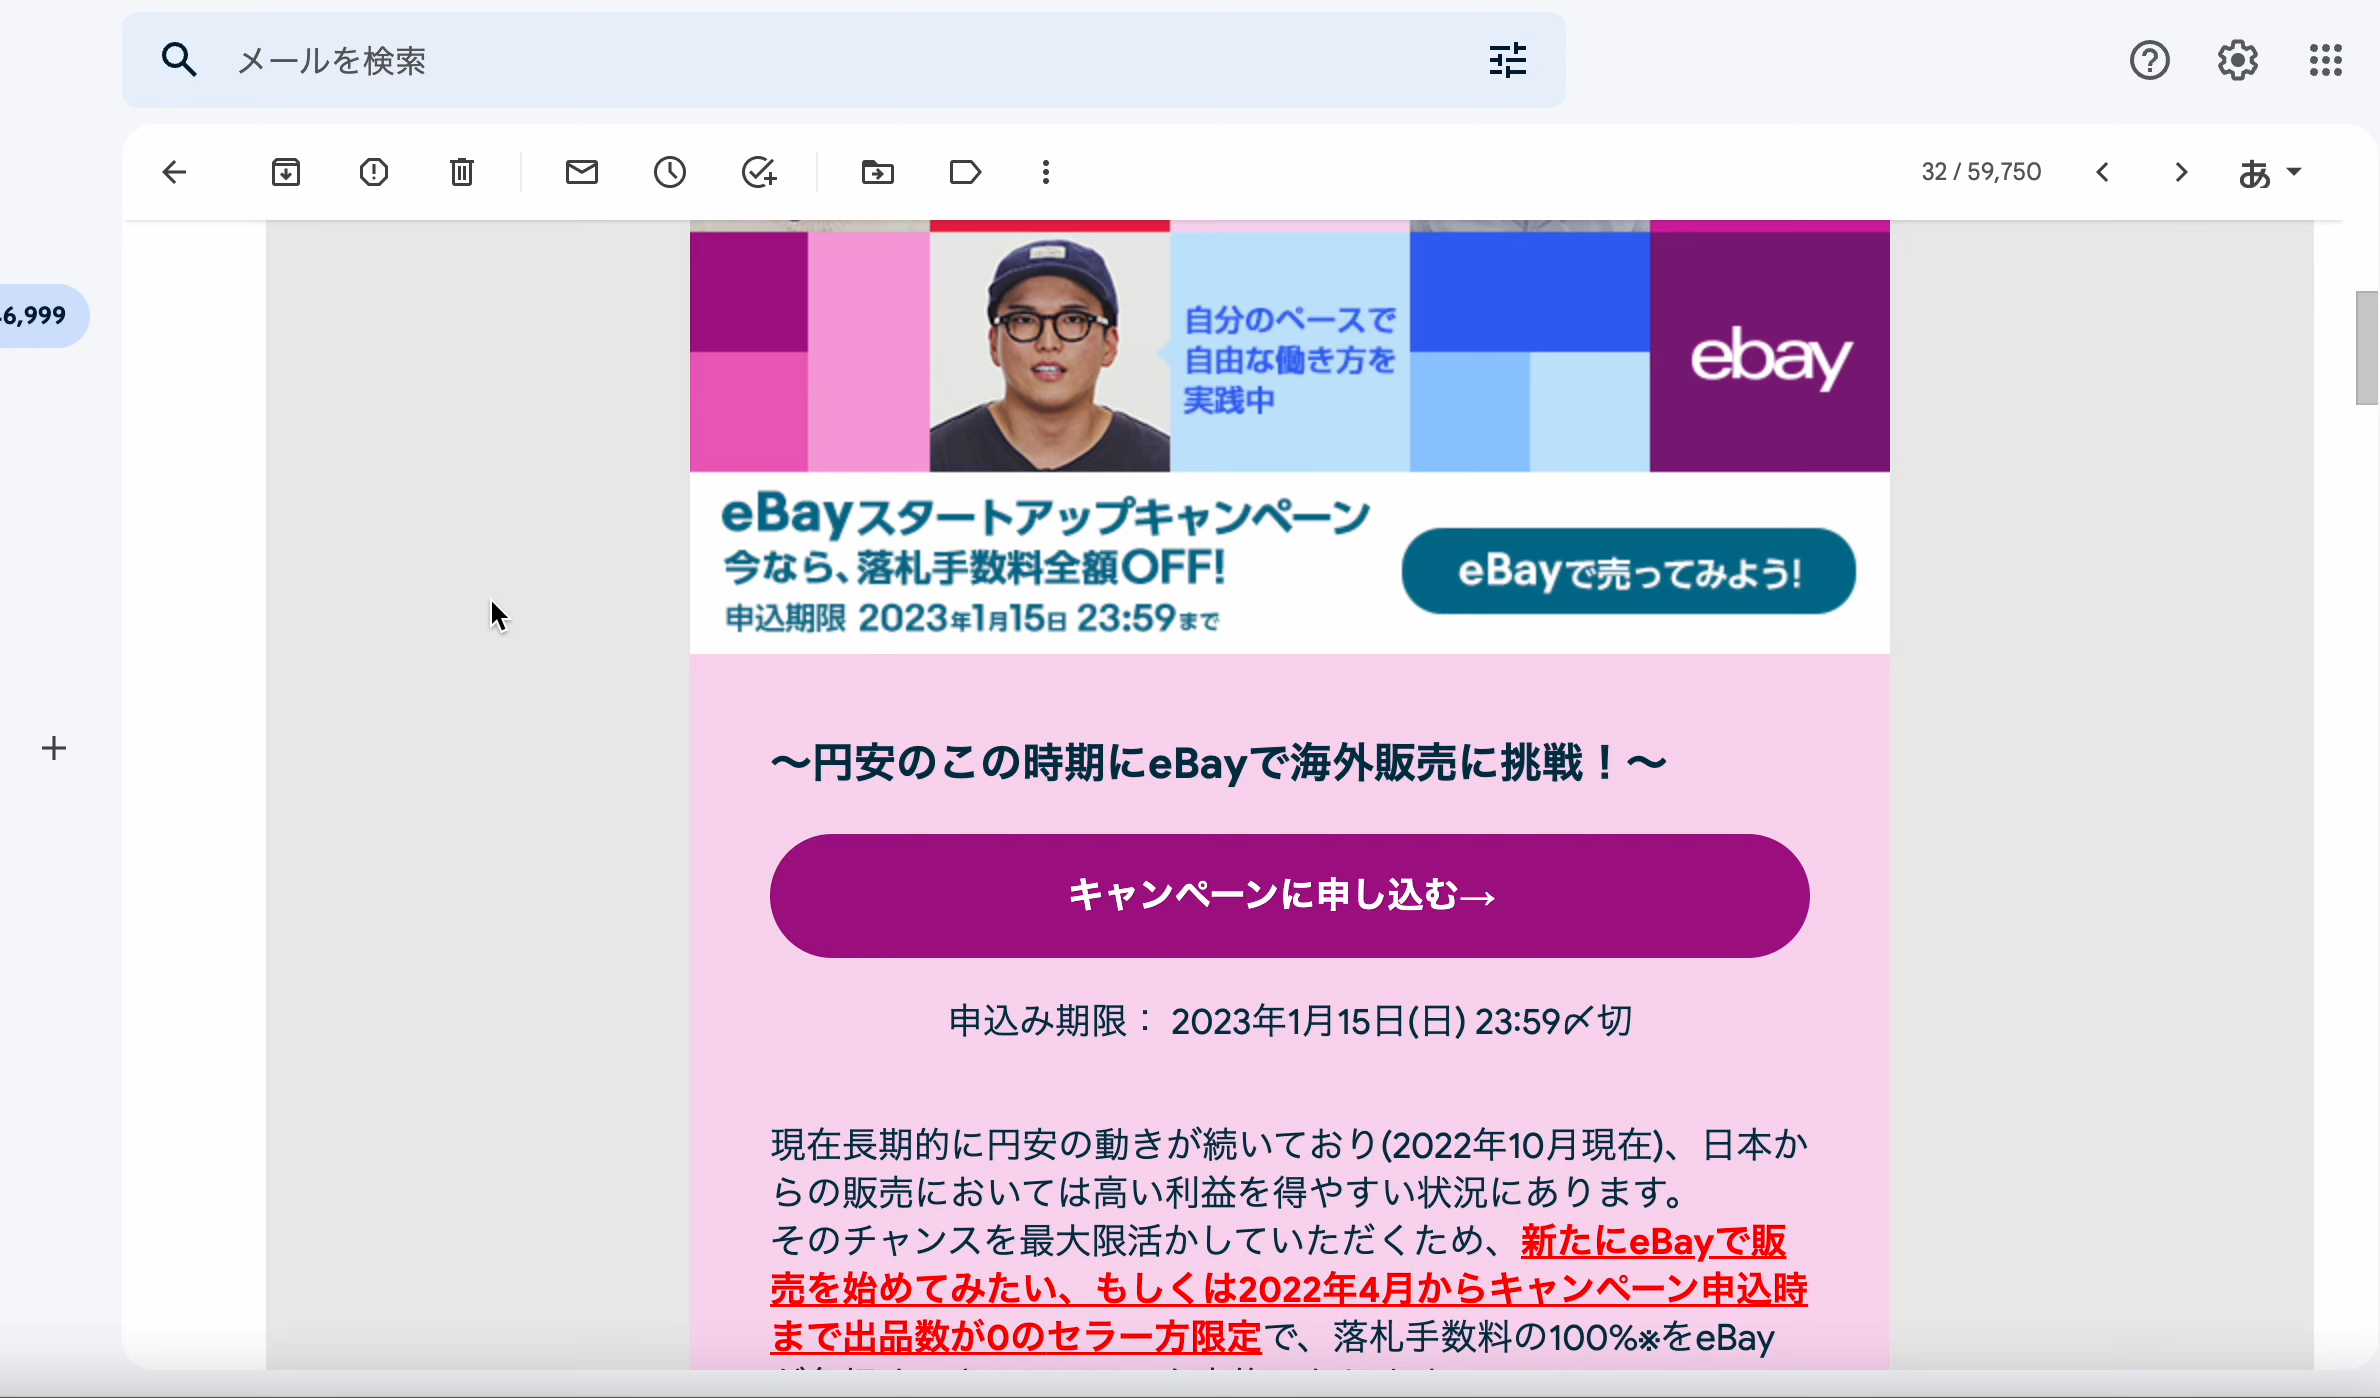 メールを検索
32 / 59,750
あ
6,999
自分のペースで
自由な働き方を
実践中
ebay
eBayスタートアップキャンペーン
今なら、落札手数料全額OFF!
申込期限 2023年1月15日 23:59まで
eBayで売ってみよう!
〜円安のこの時期にeBayで海外販売に挑戦！〜
キャンペーンに申し込む→
申込み期限： 2023年1月15日(日) 23:59〆切
現在長期的に円安の動きが続いており(2022年10月現在)、日本か
らの販売においては高い利益を得やすい状況にあります。
そのチャンスを最大限活かしていただくため、新たにeBayで販
売を始めてみたい、もしくは2022年4月からキャンペーン申込時
まで出品数が0のセラー方限定で、落札手数料の100%※をeBay